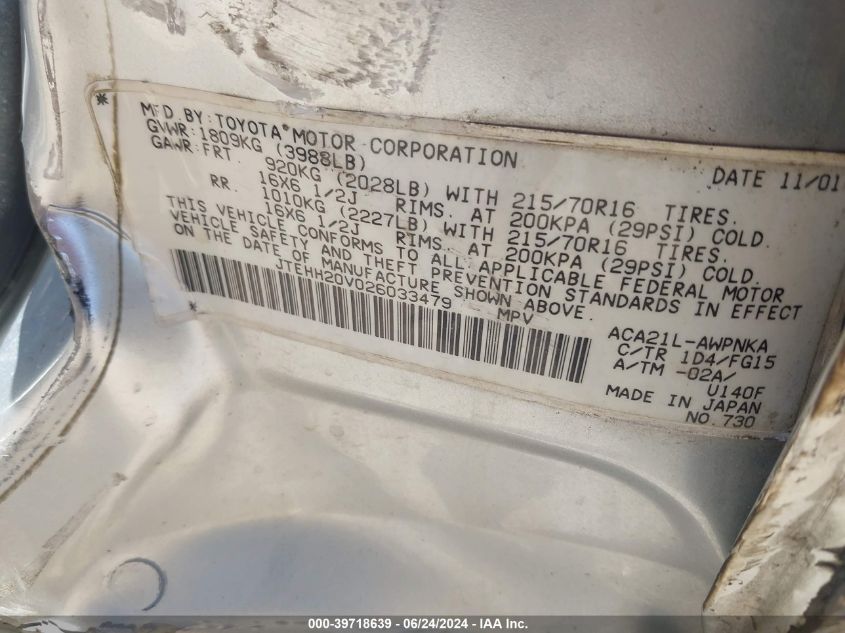 MFD.BY:TOYOTA MOTOR CORPORATION DATE 11/01
GVWR:1809KG (3988LB)
GAWR:FRT. 920KG (2028LB) WITH 215/70R16 TIRES.
16X6 1/2J RIMS. AT 200KPA (29PSI) COLD.
RR. 1010KG (2227LB) WITH 215/70R16 TIRES.
16X6 1/2J RIMS. AT 200KPA (29PSI) COLD.
THIS VEHICLE CONFORMS TO ALL APPLICABLE FEDERAL MOTOR
VEHICLE SAFETY AND THEFT PREVENTION STANDARDS IN EFFECT
ON THE DATE OF MANUFACTURE SHOWN ABOVE.
*JTEHH20V026033479* MPV
ACA21L-AWPNKA
C/TR 1D4/FG15
A/TM -02A/
U140F
MADE IN JAPAN
NO.730
000-39718639 - 06/24/2024 - IAA Inc.